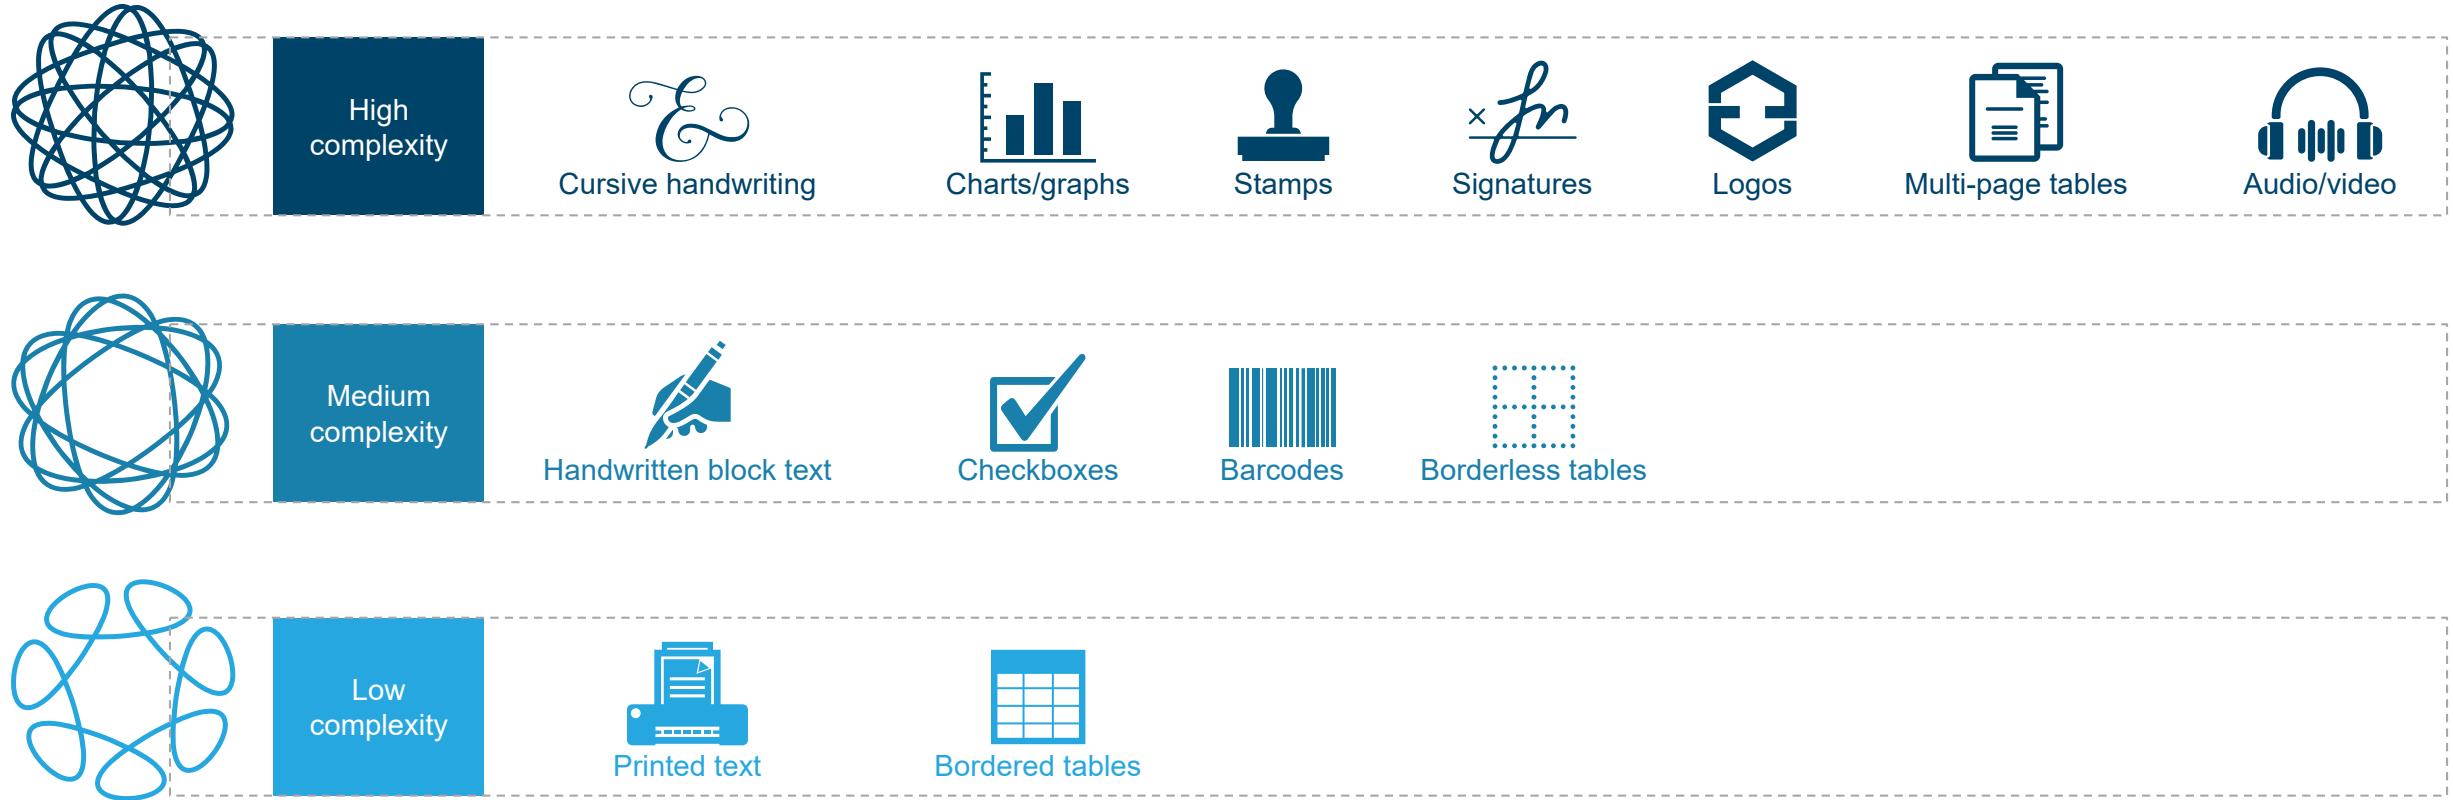 High
complexity
Cursive handwriting
Charts/graphs
Stamps
Signatures
Logos
Multi-page tables
Audio/video
Medium
complexity
Handwritten block text
Checkboxes
Barcodes
Borderless tables
Low
complexity
Printed text
Bordered tables